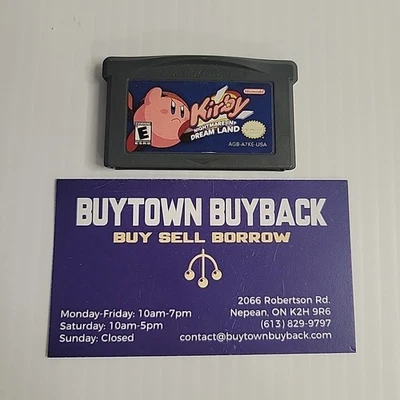 Nintendo
Kirby
NIGHTMARE IN
DREAM LAND
E
AGB-A7KE-USA
BUYTOWN BUYBACK
BUY SELL BORROW
Monday-Friday: 10am-7pm
Saturday: 10am-5pm
Sunday: Closed
2066 Robertson Rd.
Nepean, ON K2H 9R6
(613) 829-9797
contact@buytownbuyback.com